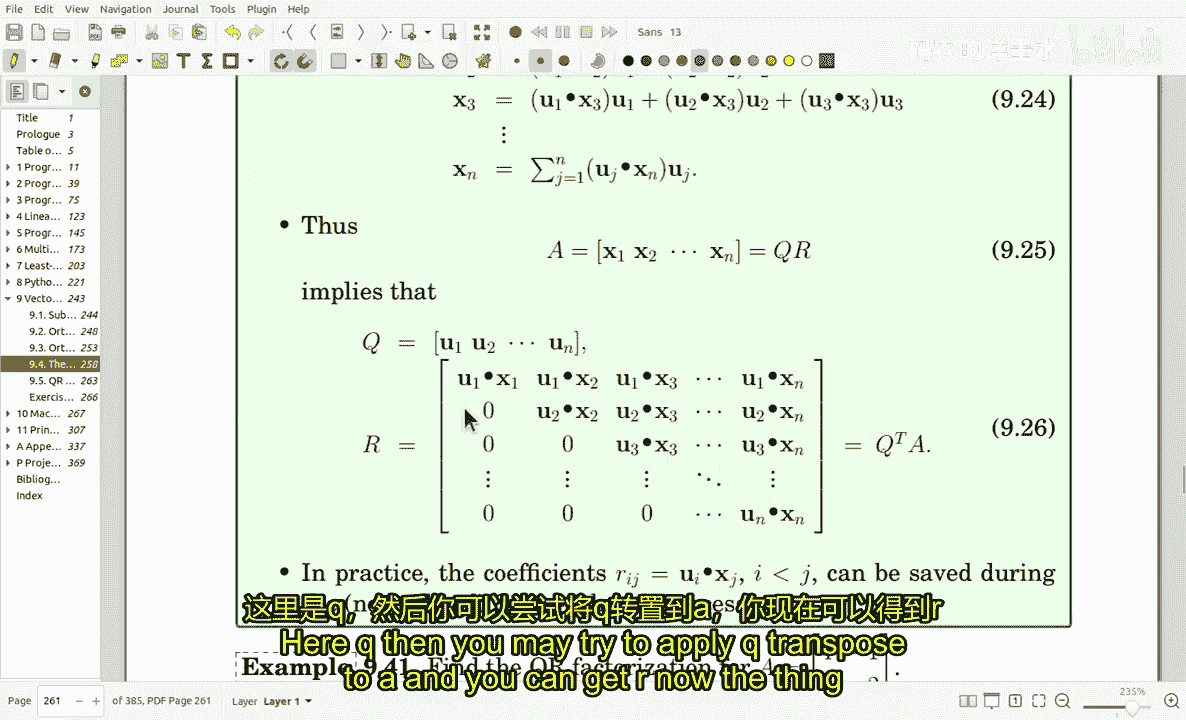 File Edit View Navigation Journal Tools Plugin Help
Sans 13
Title 1
Prologue 3
Table o... 5
1 Progr... 11
2 Progr... 39
3 Progr... 75
4 Linea... 123
5 Progr... 145
6 Multi... 173
7 Least-... 203
8 Pytho... 221
9 Vecto... 243
9.1. Sub... 244
9.2. Ort... 248
9.3. Ort... 253
9.4. The... 258
9.5. QR ... 263
Exercis... 266
10 Mac... 267
11 Prin... 307
A Appe... 337
P Proje... 369
Bibliog...
Index
x₃ = (u₁•x₃)u₁ + (u₂•x₃)u₂ + (u₃•x₃)u₃ (9.24)
⋮
xₙ = ∑ⁿⱼ₌₁(uⱼ•xₙ)uⱼ.
• Thus
A = [x₁ x₂ ⋯ xₙ] = QR (9.25)
implies that
Q = [u₁ u₂ ⋯ uₙ],
u₁•x₁ u₁•x₂ u₁•x₃ ⋯ u₁•xₙ
0 u₂•x₂ u₂•x₃ ⋯ u₂•xₙ
R = 0 0 u₃•x₃ ⋯ u₃•xₙ = QᵀA. (9.26)
⋮ ⋮ ⋮ ⋱ ⋮
0 0 0 ⋯ uₙ•xₙ
• In practice, the coefficients rᵢⱼ = uᵢ•xⱼ, i < j, can be saved during
这里是q，然后你可以尝试将q转置到a，你现在可以得到r
Here q then you may try to apply q transpose
to a and you can get r now the thing
Example 9.41. Find the QR factorization for A
Page 261 of 385, PDF Page 261 Layer Layer 1 235%